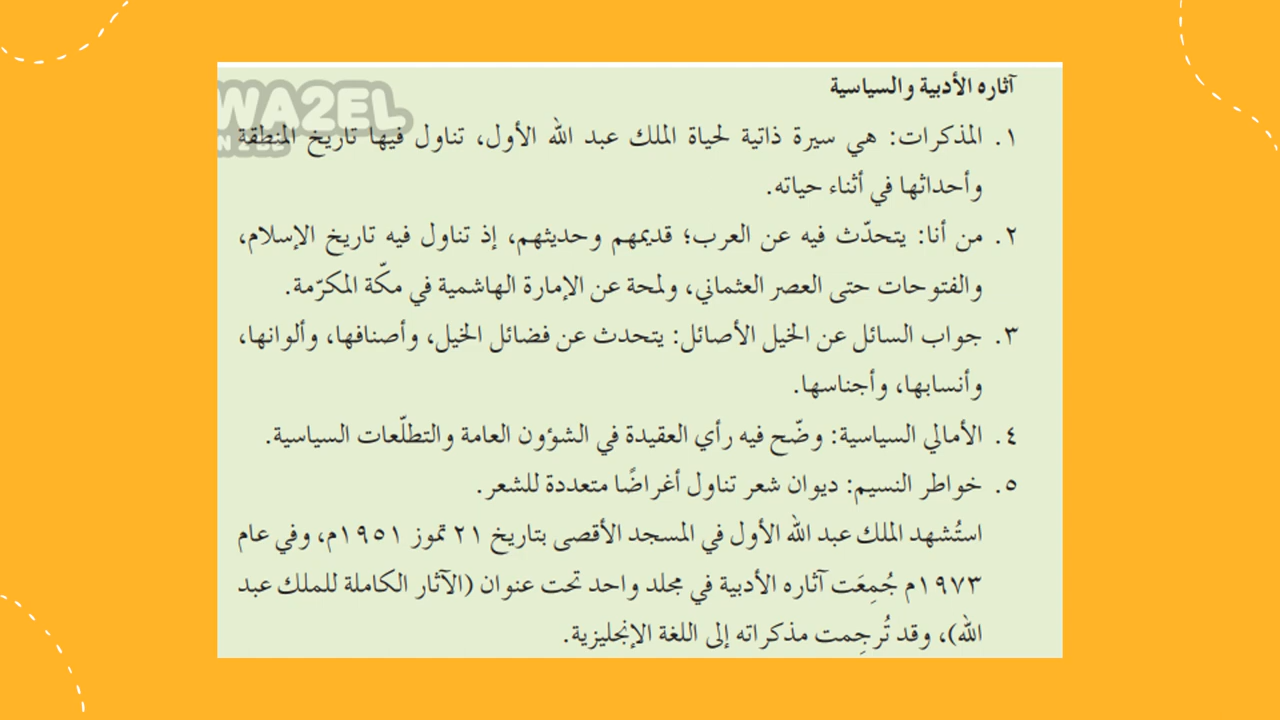 آثاره الأدبية والسياسية
WA2EL
١. المذكرات: هي سيرة ذاتية لحياة الملك عبد الله الأول، تناول فيها تاريخ المنطقة
وأحداثها في أثناء حياته.
٢. من أنا: يتحدّث فيه عن العرب؛ قديمهم وحديثهم، إذ تناول فيه تاريخ الإسلام،
والفتوحات حتى العصر العثماني، ولمحة عن الإمارة الهاشمية في مكّة المكرّمة.
٣. جواب السائل عن الخيل الأصائل: يتحدث عن فضائل الخيل، وأصنافها، وألوانها،
وأنسابها، وأجناسها.
٤. الأمالي السياسية: وضّح فيه رأي العقيدة في الشؤون العامة والتطلّعات السياسية.
٥. خواطر النسيم: ديوان شعر تناول أغراضًا متعددة للشعر.
استُشهد الملك عبد الله الأول في المسجد الأقصى بتاريخ ٢١ تموز ١٩٥١م، وفي عام
١٩٧٣م جُمِعَت آثاره الأدبية في مجلد واحد تحت عنوان (الآثار الكاملة للملك عبد
الله)، وقد تُرجِمت مذكراته إلى اللغة الإنجليزية.